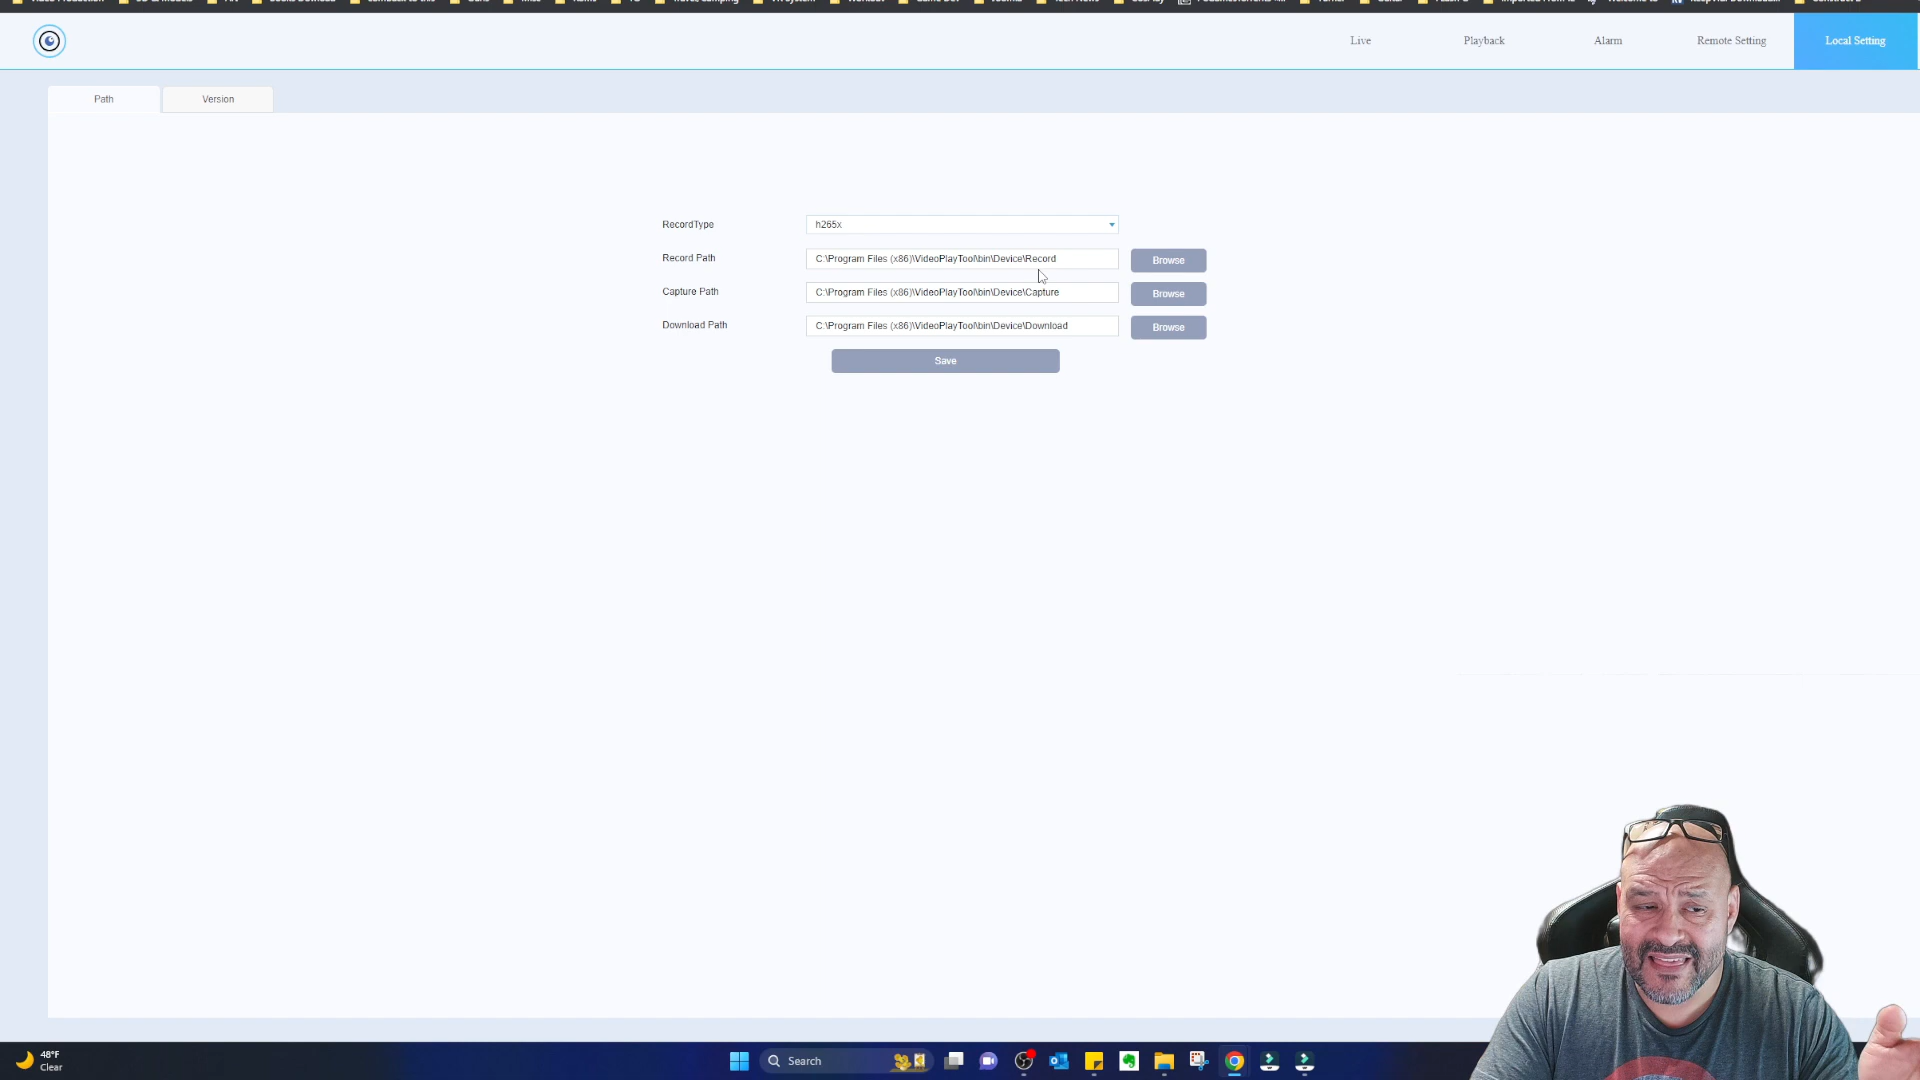 Live Playback Alarm Remote Setting Local Setting
Path Version
RecordType h265x
Record Path C:\Program Files (x86)\VideoPlayTool\bin\Device\Record Browse
Capture Path C:\Program Files (x86)\VideoPlayTool\bin\Device\Capture Browse
Download Path C:\Program Files (x86)\VideoPlayTool\bin\Device\Download Browse
Save
48°F
Clear
Search